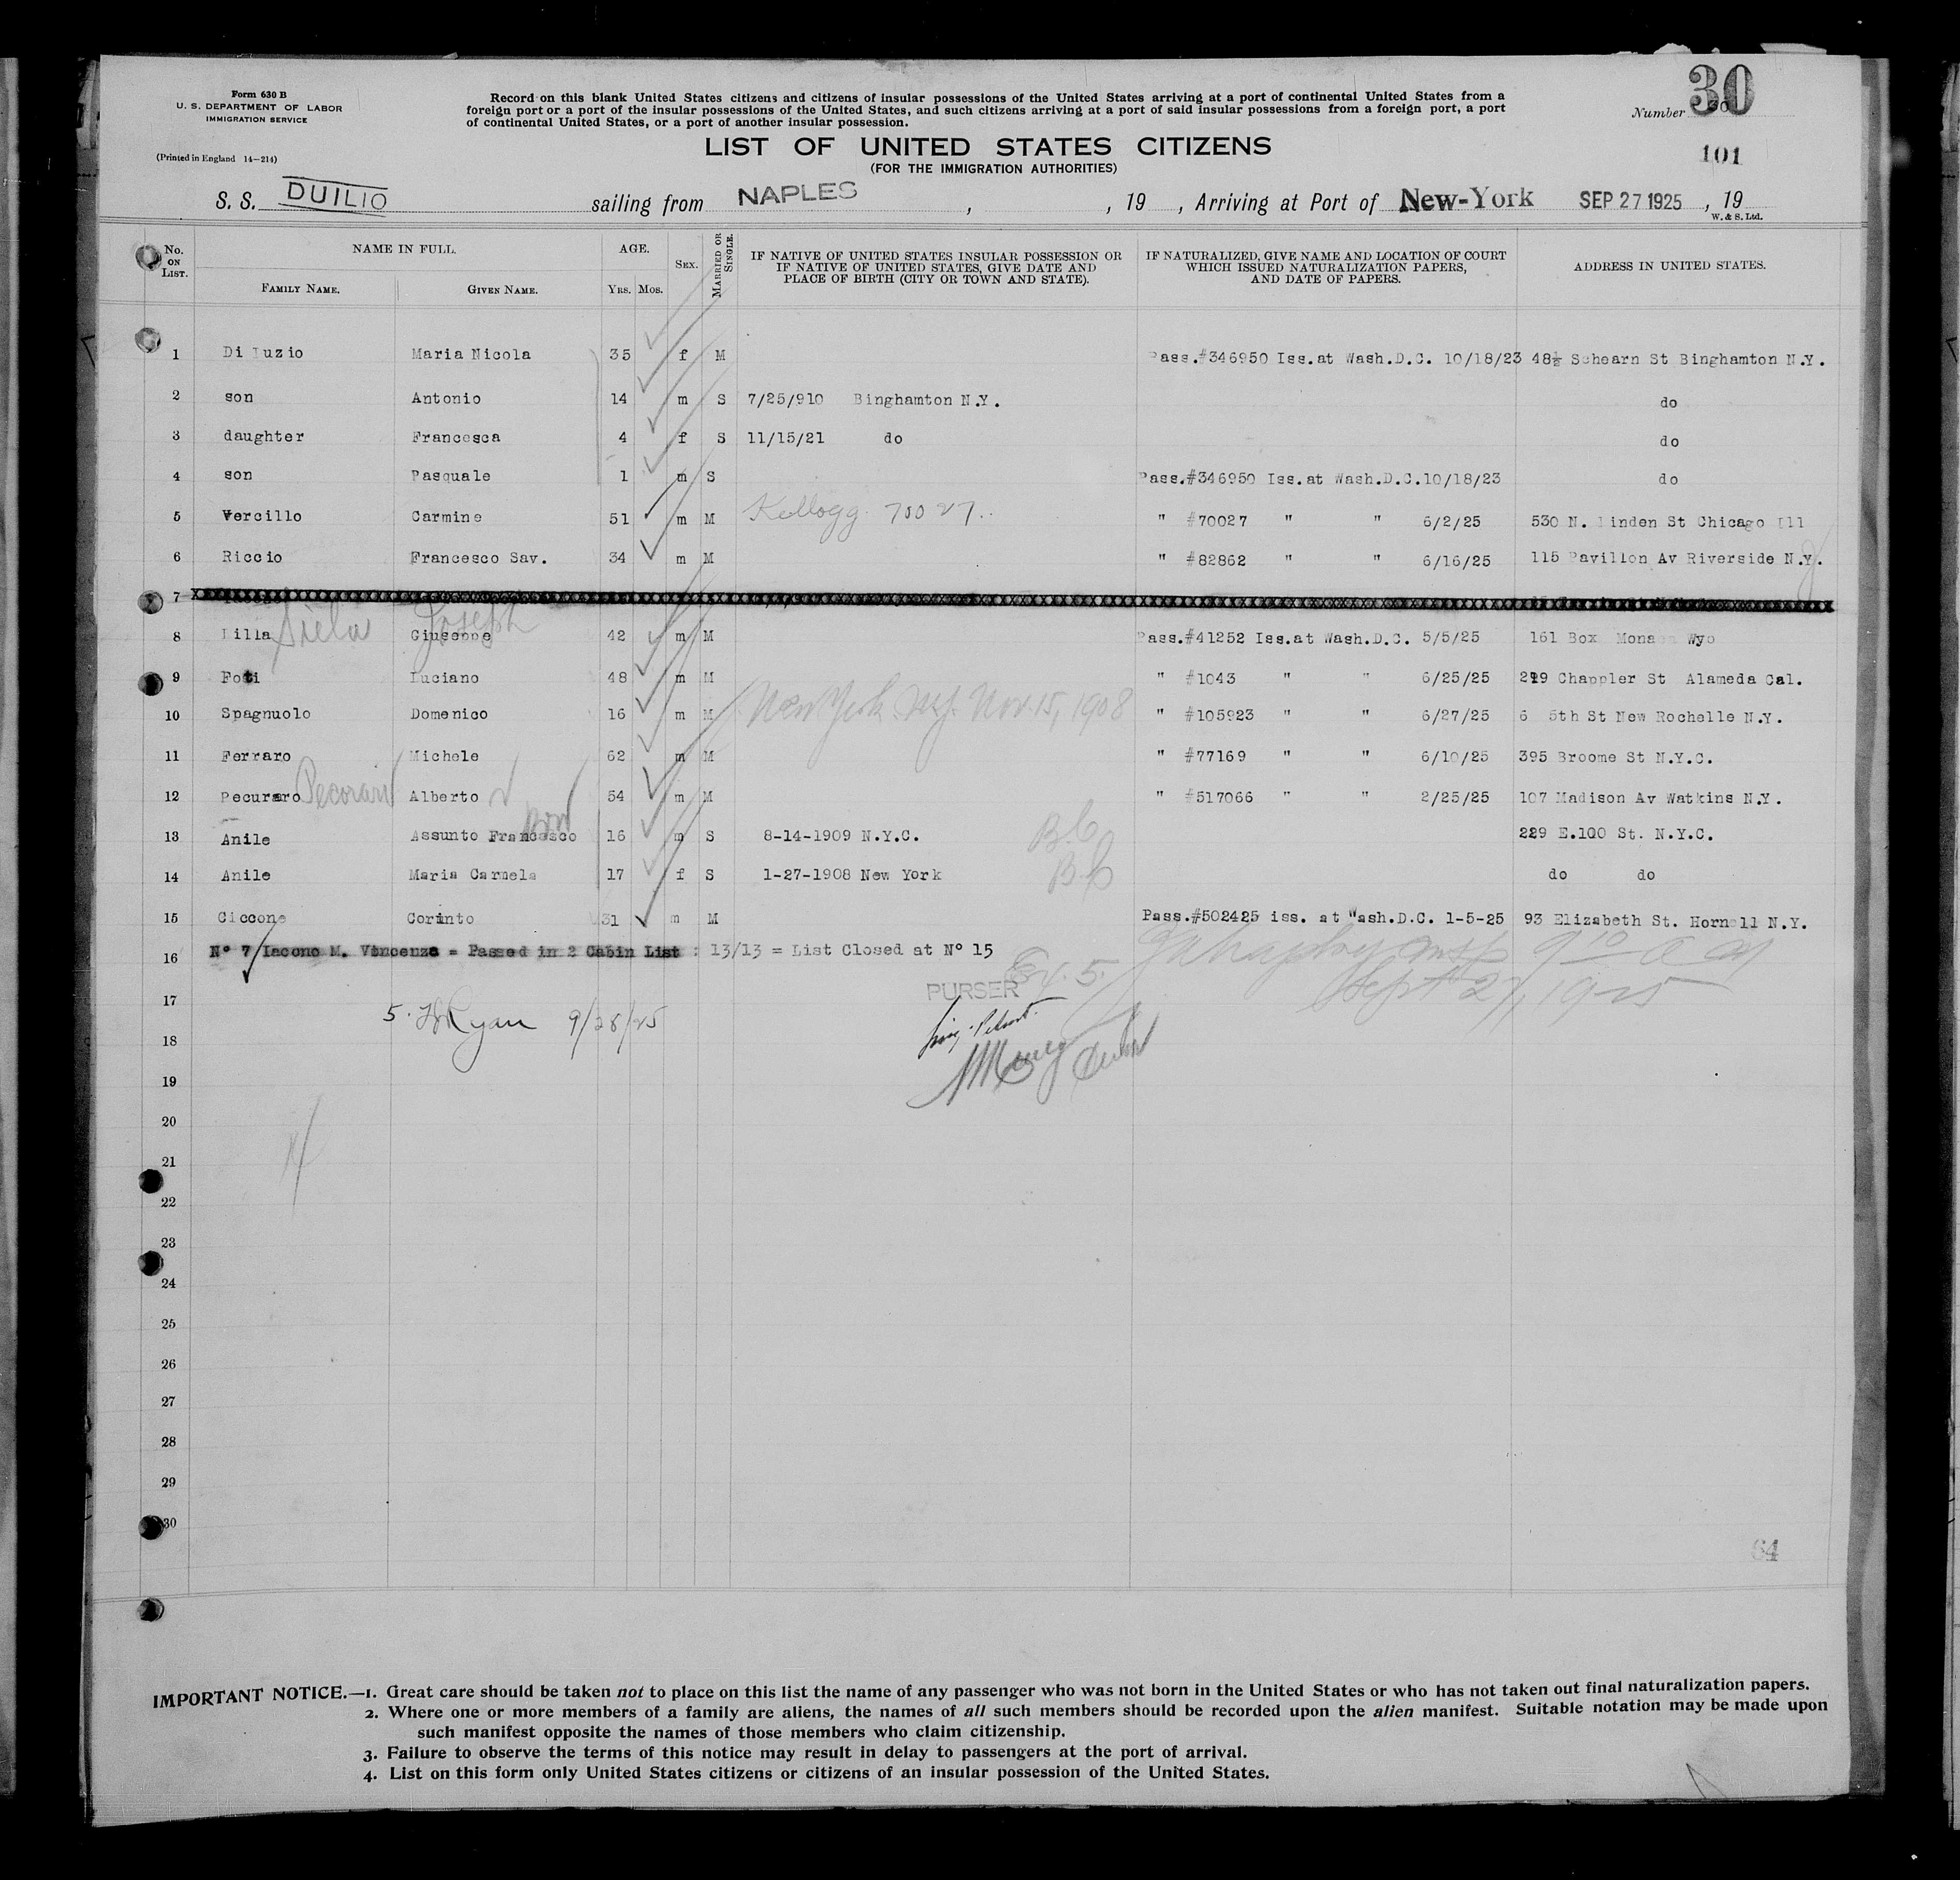 Form 630 B
U. S. DEPARTMENT OF LABOR
IMMIGRATION SERVICE
(Printed in England 14—214)
Record on this blank United States citizens and citizens of insular possessions of the United States arriving at a port of continental United States from a
foreign port or a port of the insular possessions of the United States, and such citizens arriving at a port of said insular possessions from a foreign port, a port
of continental United States, or a port of another insular possession.
Number 30
101
LIST OF UNITED STATES CITIZENS
(FOR THE IMMIGRATION AUTHORITIES)
S. S. DUILIO sailing from NAPLES , , 19 , Arriving at Port of New-York SEP 27 1925 , 19
W. & S. Ltd.
No. ON LIST. NAME IN FULL. AGE. SEX. MARRIED OR SINGLE. IF NATIVE OF UNITED STATES INSULAR POSSESSION OR IF NATIVE OF UNITED STATES, GIVE DATE AND PLACE OF BIRTH (CITY OR TOWN AND STATE). IF NATURALIZED, GIVE NAME AND LOCATION OF COURT WHICH ISSUED NATURALIZATION PAPERS, AND DATE OF PAPERS. ADDRESS IN UNITED STATES.
FAMILY NAME. GIVEN NAME. YRS. MOS.
1 Di Iuzio Maria Nicola 35 f M Pass.#346950 Iss.at Wash.D.C. 10/18/23 48½ Schearn St Binghamton N.Y.
2 son Antonio 14 m S 7/25/910 Binghamton N.Y. do
3 daughter Francesca 4 f S 11/15/21 do do
4 son Pasquale 1 m S Pass.#346950 Iss.at Wash.D.C.10/18/23 do
5 Vercillo Carmine 51 m M Kellogg 70027.. " #70027 " " 6/2/25 530 N. Linden St Chicago Ill
6 Riccio Francesco Sav. 34 m M " #82862 " " 6/16/25 115 Pavillon Av Riverside N.Y.
7
8 Lilla Giuseppe Joseph 42 m M Pass.#41252 Iss.at Wash.D.C. 5/5/25 161 Box Wyo
9 Foti Luciano 48 m M " #1043 " " 6/25/25 Chappler St Alameda Cal.
10 Spagnuolo Domenico 16 m M New York N.Y. Nov. 15, 1908 " #105923 " " 6/27/25 6 5th St New Rochelle N.Y.
11 Ferraro Michele 62 m M " #77169 " " 6/10/25 395 Broome St N.Y.C.
12 Pecuraro Pecorari Alberto 54 m M " #517066 " " 2/25/25 107 Madison Av Watkins N.Y.
13 Anile Assunto Francesco 16 m S 8-14-1909 N.Y.C. B.C 229 E.100 St. N.Y.C.
14 Anile Maria Carmela 17 f S 1-27-1908 New York B.C do do
15 Ciccone Corinto 31 m M Pass.#502425 iss. at Wash.D.C. 1-5-25 93 Elizabeth St. Hornell N.Y.
16 N° 7 Iacono M. Vincenza = Passed in 2 Cabin List : 13/13 = List Closed at N° 15
Sept 27, 1925
17 PURSER
5. Ryan 9/28/25
18
19
20
21
22
23
24
25
26
27
28
29
30
64
IMPORTANT NOTICE.—1. Great care should be taken not to place on this list the name of any passenger who was not born in the United States or who has not taken out final naturalization papers.
2. Where one or more members of a family are aliens, the names of all such members should be recorded upon the alien manifest. Suitable notation may be made upon
such manifest opposite the names of those members who claim citizenship.
3. Failure to observe the terms of this notice may result in delay to passengers at the port of arrival.
4. List on this form only United States citizens or citizens of an insular possession of the United States.